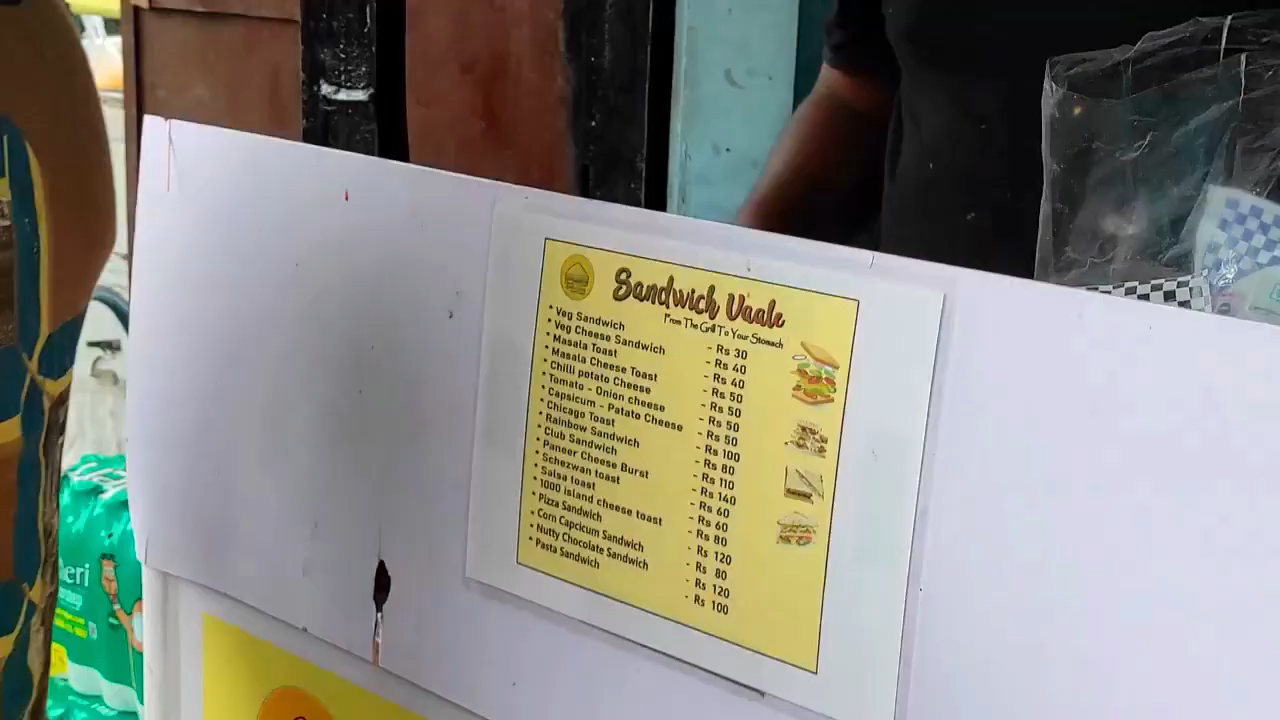 Sandwich Vaale
From The Grill To Your Stomach
* Veg Sandwich - Rs 30
* Veg Cheese Sandwich - Rs 40
* Masala Toast - Rs 40
* Masala Cheese Toast - Rs 50
* Chilli potato Cheese - Rs 50
* Tomato - Onion cheese - Rs 50
* Capsicum - Patato Cheese - Rs 50
* Chicago Toast - Rs 100
* Rainbow Sandwich - Rs 80
* Club Sandwich - Rs 110
* Paneer Cheese Burst - Rs 140
* Schezwan toast - Rs 60
* Salsa toast - Rs 60
* 1000 island cheese toast - Rs 80
* Pizza Sandwich - Rs 120
* Corn Capcicum Sandwich - Rs 80
* Nutty Chocolate Sandwich - Rs 120
* Pasta Sandwich - Rs 100